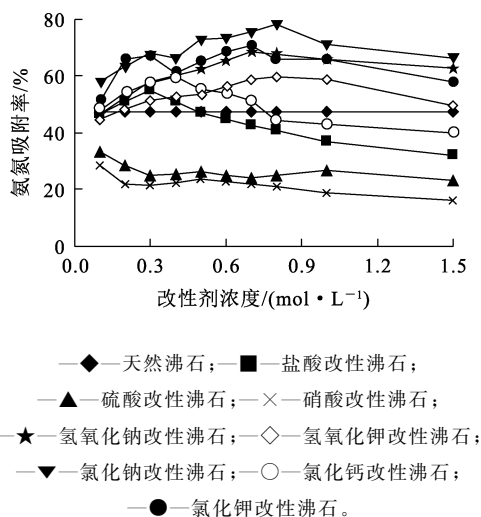 80
60
40
20
0
氨氮吸附率/%
0.0 0.3 0.6 0.9 1.2 1.5
改性剂浓度/(mol·L⁻¹)
天然沸石; 盐酸改性沸石;
硫酸改性沸石; 硝酸改性沸石;
氢氧化钠改性沸石; 氢氧化钾改性沸石;
氯化钠改性沸石; 氯化钙改性沸石;
氯化钾改性沸石。